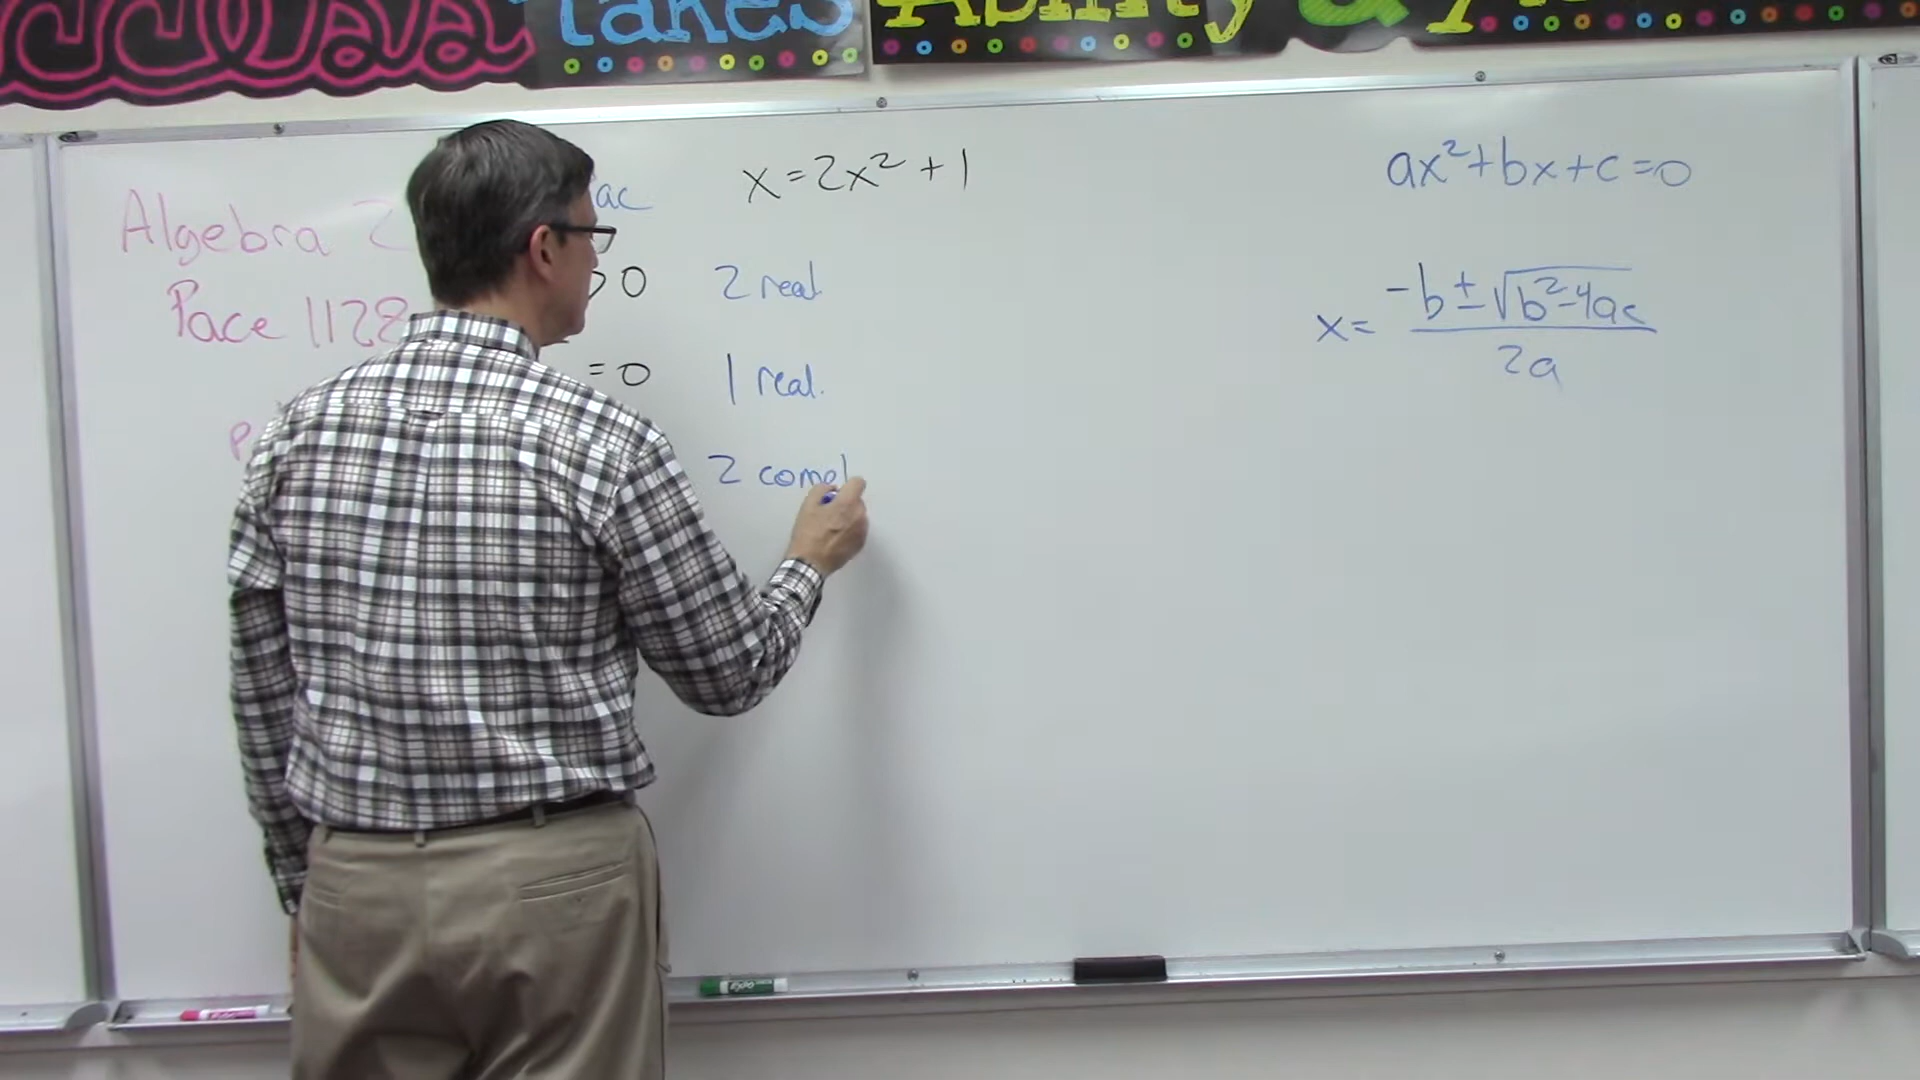 Takes Ability &
Algebra 2
Pace 1128
ac
> 0 2 real
= 0 1 real.
2 compl
x = 2x² + 1
ax² + bx + c = 0
x = -b ± √b² - 4ac
2a